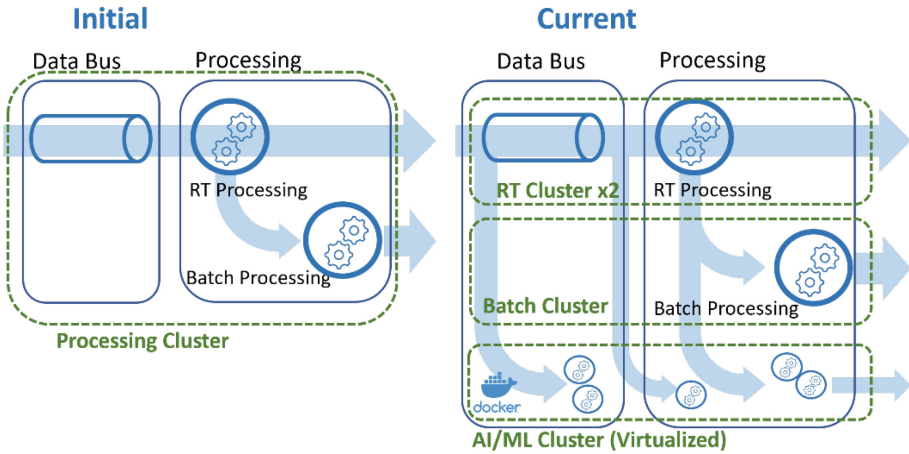 Initial
Data Bus
Processing
RT Processing
Batch Processing
Processing Cluster
Current
Data Bus
Processing
RT Cluster x2
RT Processing
Batch Cluster
Batch Processing
docker
AI/ML Cluster (Virtualized)